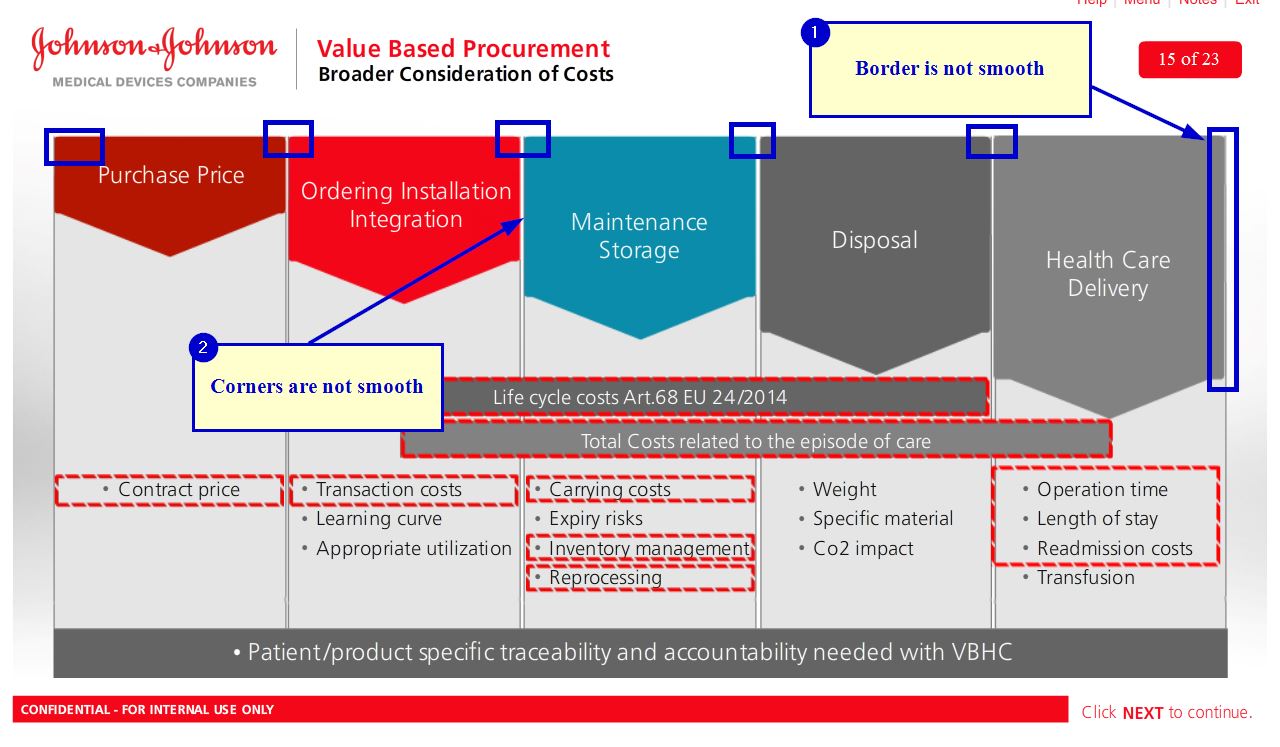 Help | Menu | Notes | Exit
Johnson & Johnson
MEDICAL DEVICES COMPANIES
Value Based Procurement
Broader Consideration of Costs
1
Border is not smooth
15 of 23
Purchase Price
Ordering Installation
Integration
Maintenance
Storage
Disposal
Health Care
Delivery
2
Corners are not smooth
Life cycle costs Art.68 EU 24/2014
Total Costs related to the episode of care
• Contract price
• Transaction costs
• Learning curve
• Appropriate utilization
• Carrying costs
• Expiry risks
• Inventory management
• Reprocessing
• Weight
• Specific material
• Co2 impact
• Operation time
• Length of stay
• Readmission costs
• Transfusion
• Patient/product specific traceability and accountability needed with VBHC
CONFIDENTIAL - FOR INTERNAL USE ONLY
Click NEXT to continue.